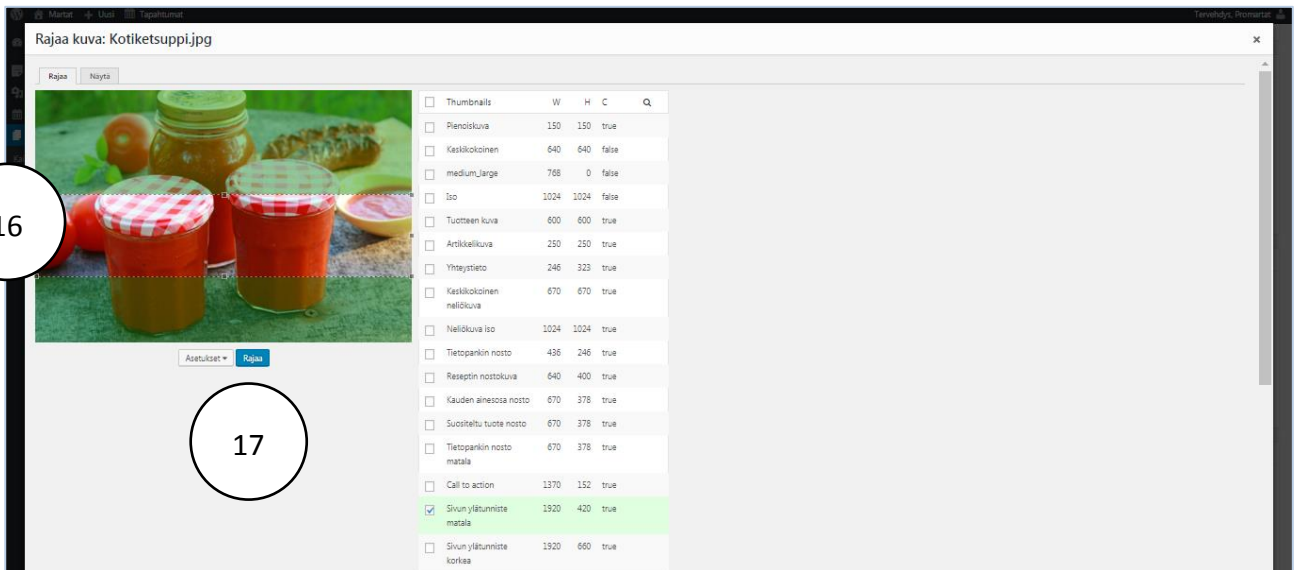 Martat Uusi Tapahtumat Tervehdys, Promartat
Rajaa kuva: Kotiketsuppi.jpg ×
Rajaa Näytä
Thumbnails W H C
Pienoiskuva 150 150 true
Keskikokoinen 640 640 false
medium_large 768 0 false
Iso 1024 1024 false
16
Tuotteen kuva 600 600 true
Artikkelikuva 250 250 true
Yhteystieto 246 323 true
Keskikokoinen 670 670 true
neliökuva
Neliökuva iso 1024 1024 true
Tietopankin nosto 436 246 true
Asetukset Rajaa
Reseptin nostokuva 640 400 true
Kauden ainesosa nosto 670 378 true
Suositeltu tuote nosto 670 378 true
17
Tietopankin nosto 670 378 true
matala
Call to action 1370 152 true
Sivun ylätunniste 1920 420 true
matala
Sivun ylätunniste 1920 660 true
korkea